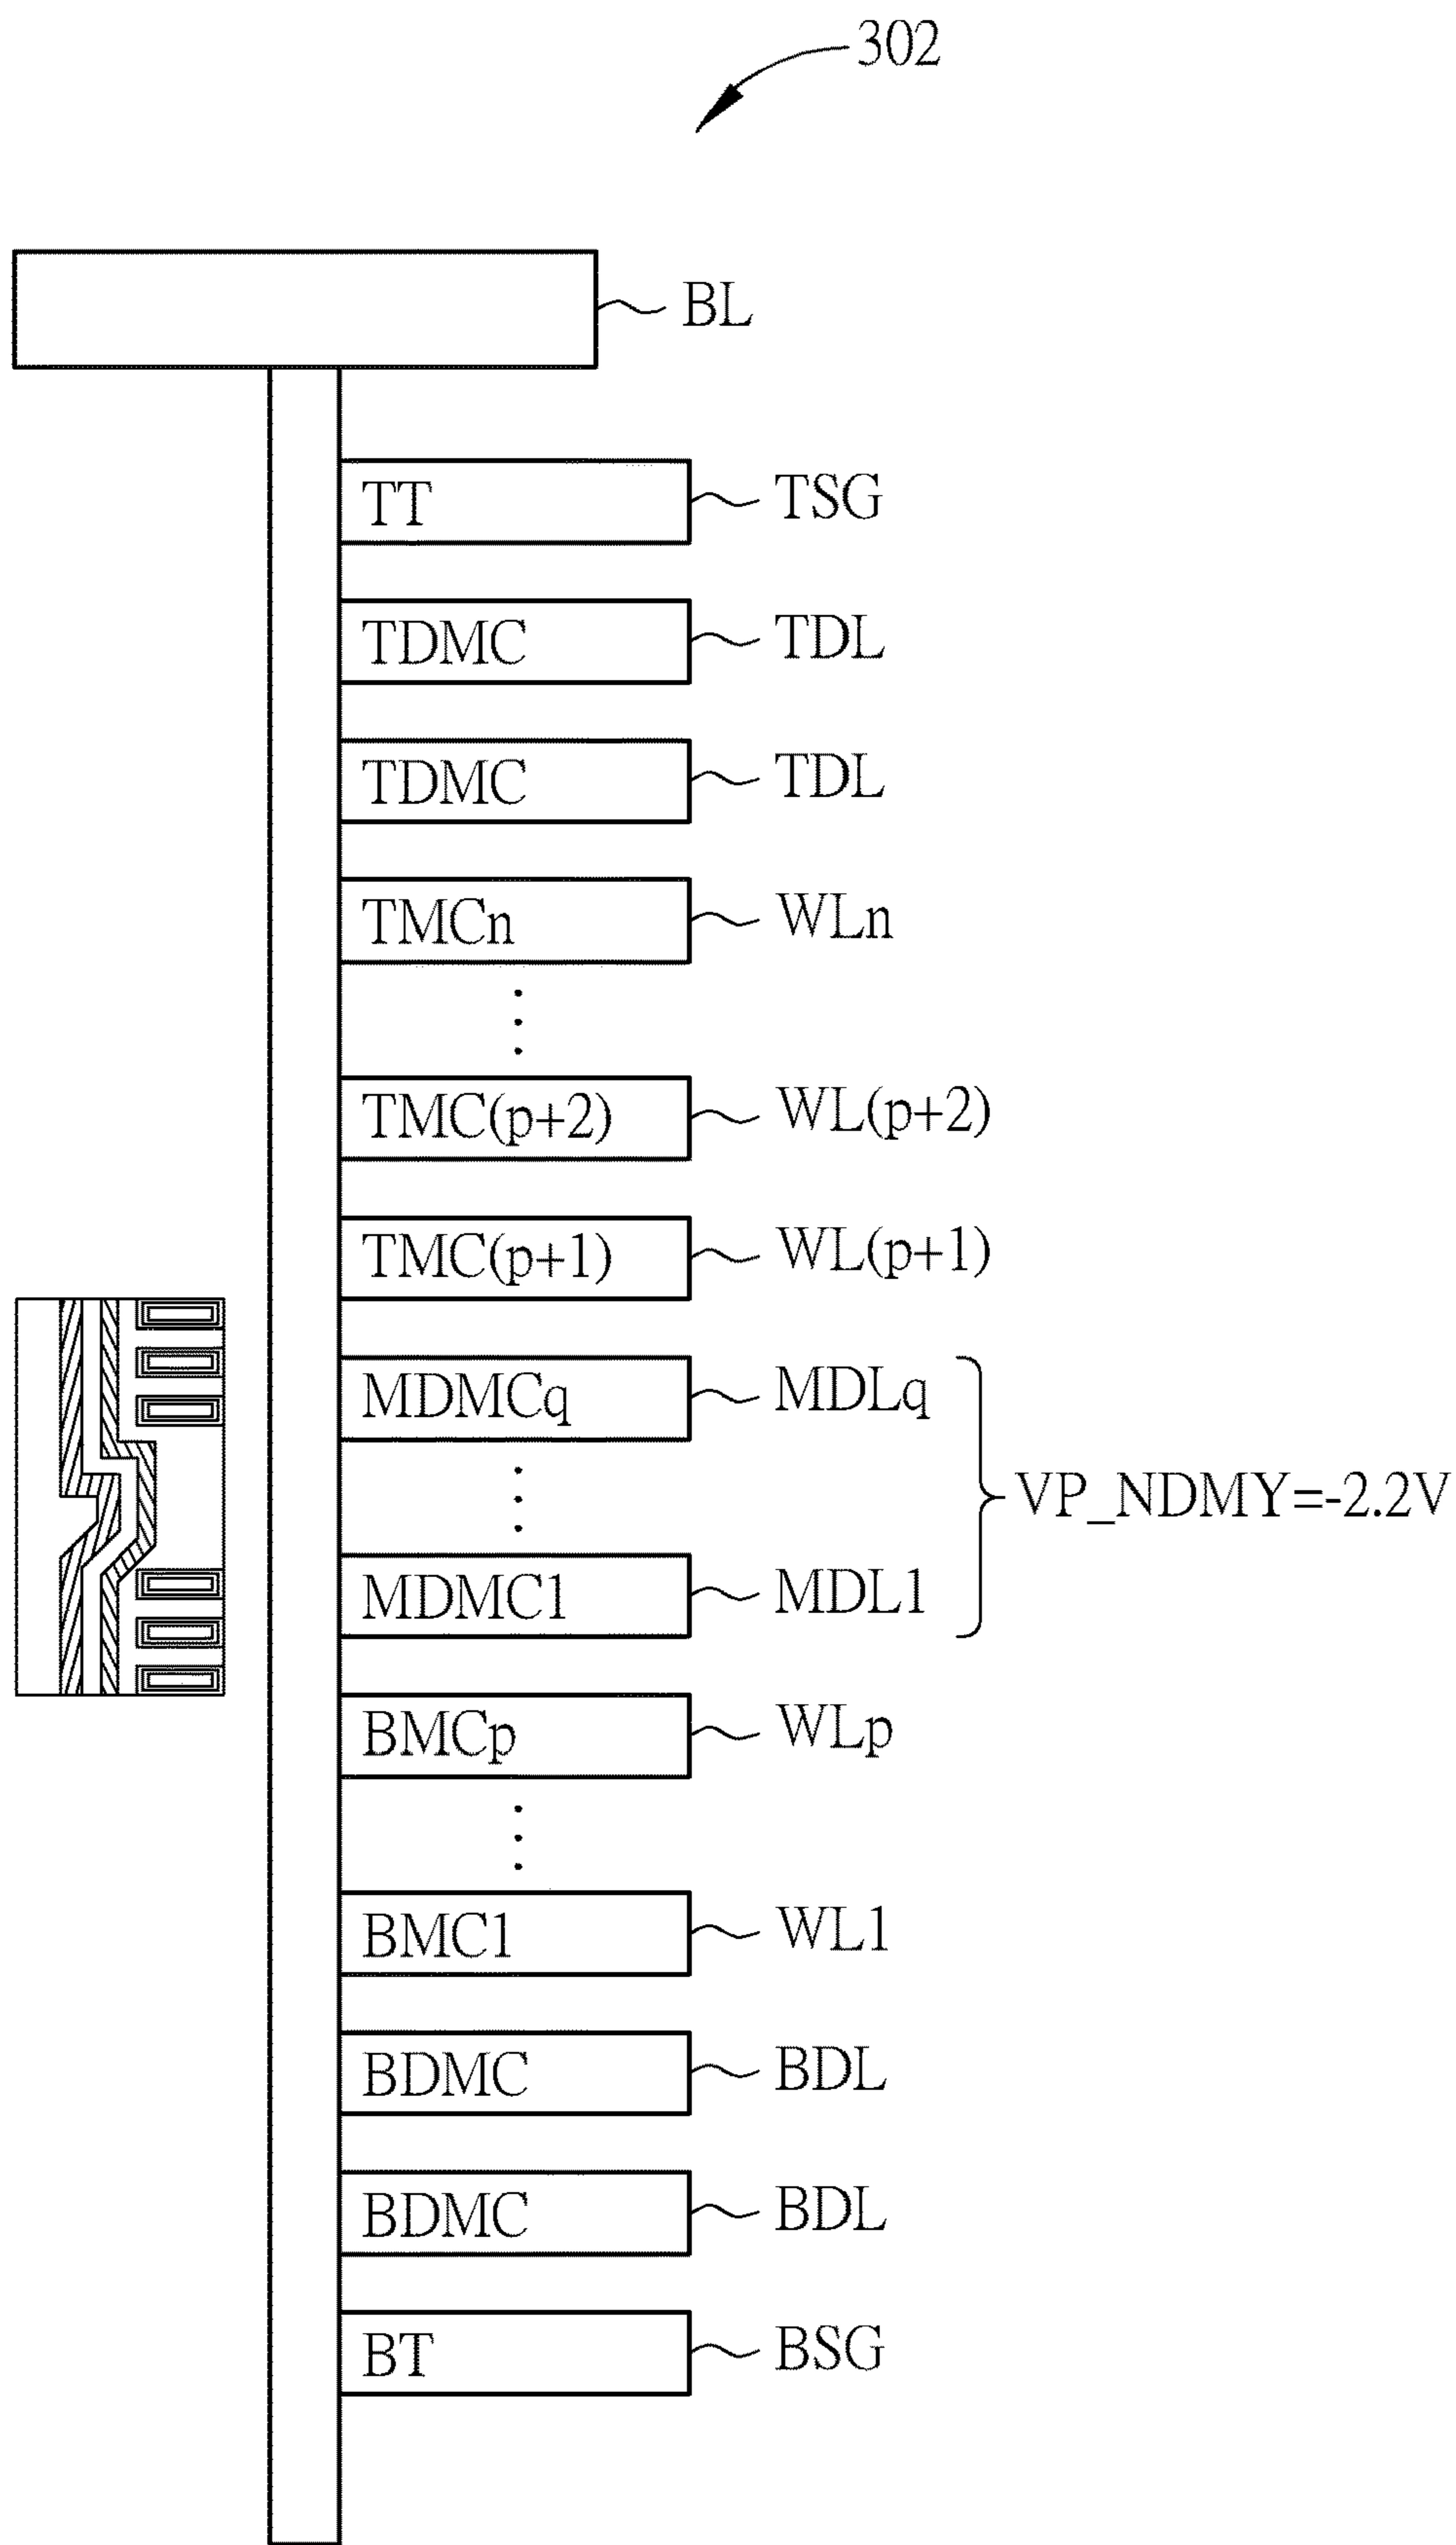 302
BL
TT TSG
TDMC TDL
TDMC TDL
TMCn WLn
TMC(p+2) WL(p+2)
TMC(p+1) WL(p+1)
MDMCq MDLq
VP_NDMY=-2.2V
MDMC1 MDL1
BMCp WLp
BMC1 WL1
BDMC BDL
BDMC BDL
BT BSG